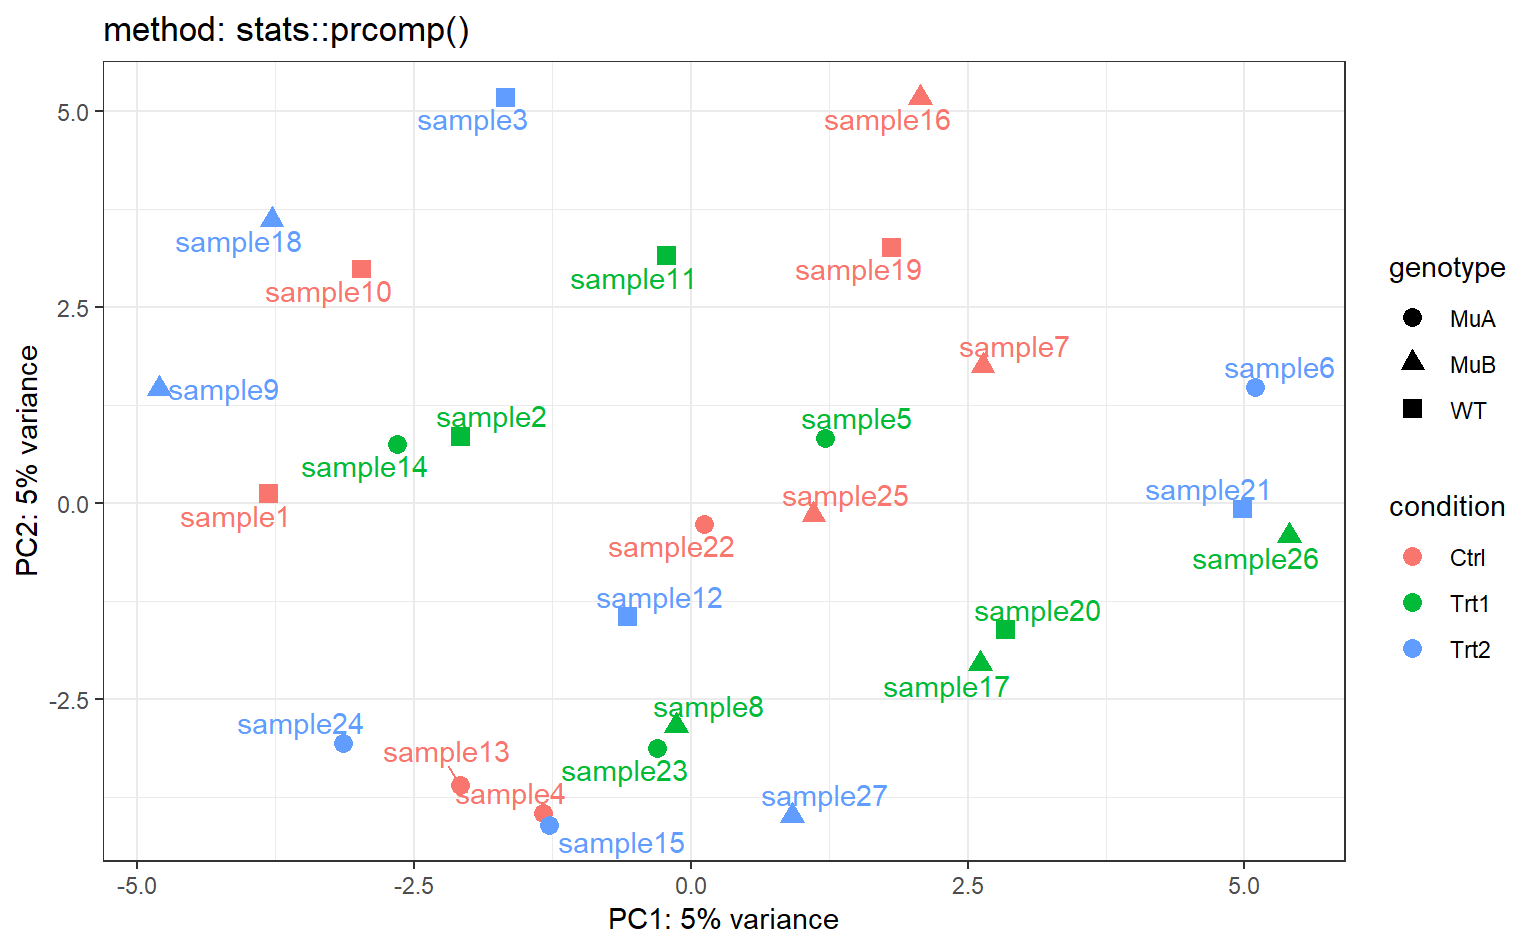 method: stats::prcomp()
PC2: 5% variance
5.0
2.5
0.0
-2.5
sample3
sample16
sample18
sample11
sample19
sample10
sample7
sample6
sample9
sample2
sample5
sample14
sample21
sample25
sample1
sample22
sample26
sample12
sample20
sample17
sample8
sample24
sample13
sample23
sample4
sample27
sample15
-5.0
-2.5
0.0
2.5
5.0
PC1: 5% variance
genotype
MuA
MuB
WT
condition
Ctrl
Trt1
Trt2